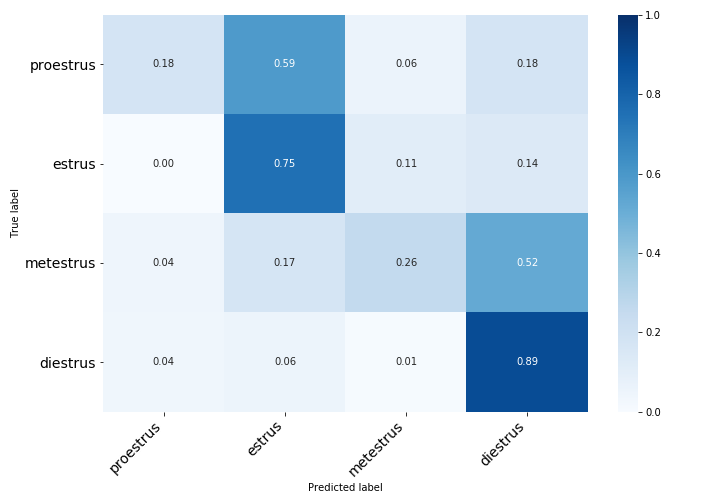 proestrus 0.18 0.59 0.06 0.18
estrus 0.00 0.75 0.11 0.14
metestrus 0.04 0.17 0.26 0.52
diestrus 0.04 0.06 0.01 0.89
True label
proestrus estrus metestrus diestrus
Predicted label
1.0
0.8
0.6
0.4
0.2
0.0